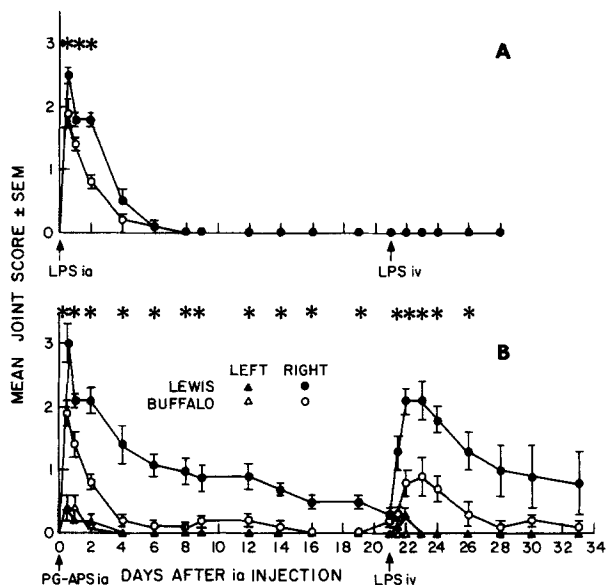 3
****
A
2
1
0
LPS ia
LPS iv
MEAN JOINT SCORE ± SEM
* * * * * * * * * * * * * * * *
3
B
LEFT RIGHT
LEWIS ▲ ●
BUFFALO △ ○
2
1
0
0 2 4 6 8 10 12 14 16 18 20 22 24 26 28 30 32 34
PG-APS ia DAYS AFTER ia INJECTION LPS iv